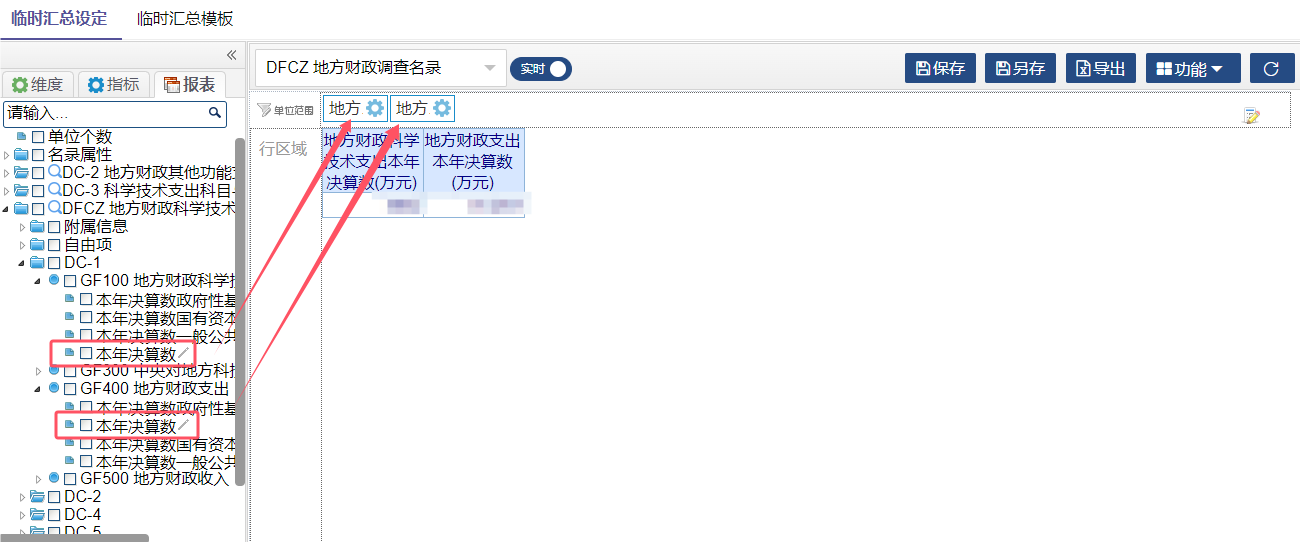 临时汇总设定 临时汇总模板
维度 指标 报表
请输入...
单位个数
名录属性
DC-2 地方财政其他功能
DC-3 科学技术支出科目
DFCZ 地方财政科学技术
附属信息
自由项
DC-1
GF100 地方财政科学技
本年决算数政府性基
本年决算数国有资本
本年决算数一般公共
本年决算数
GF300 中央对地方科技
GF400 地方财政支出
本年决算数政府性基
本年决算数
本年决算数国有资本
本年决算数一般公共
GF500 地方财政收入
DC-2
DC-4
DC-5
DFCZ 地方财政调查名录 实时 保存 另存 导出 功能
单位范围 地方 地方
行区域
地方财政科学
技术支出本年
决算数(万元)
地方财政支出
本年决算数
(万元)